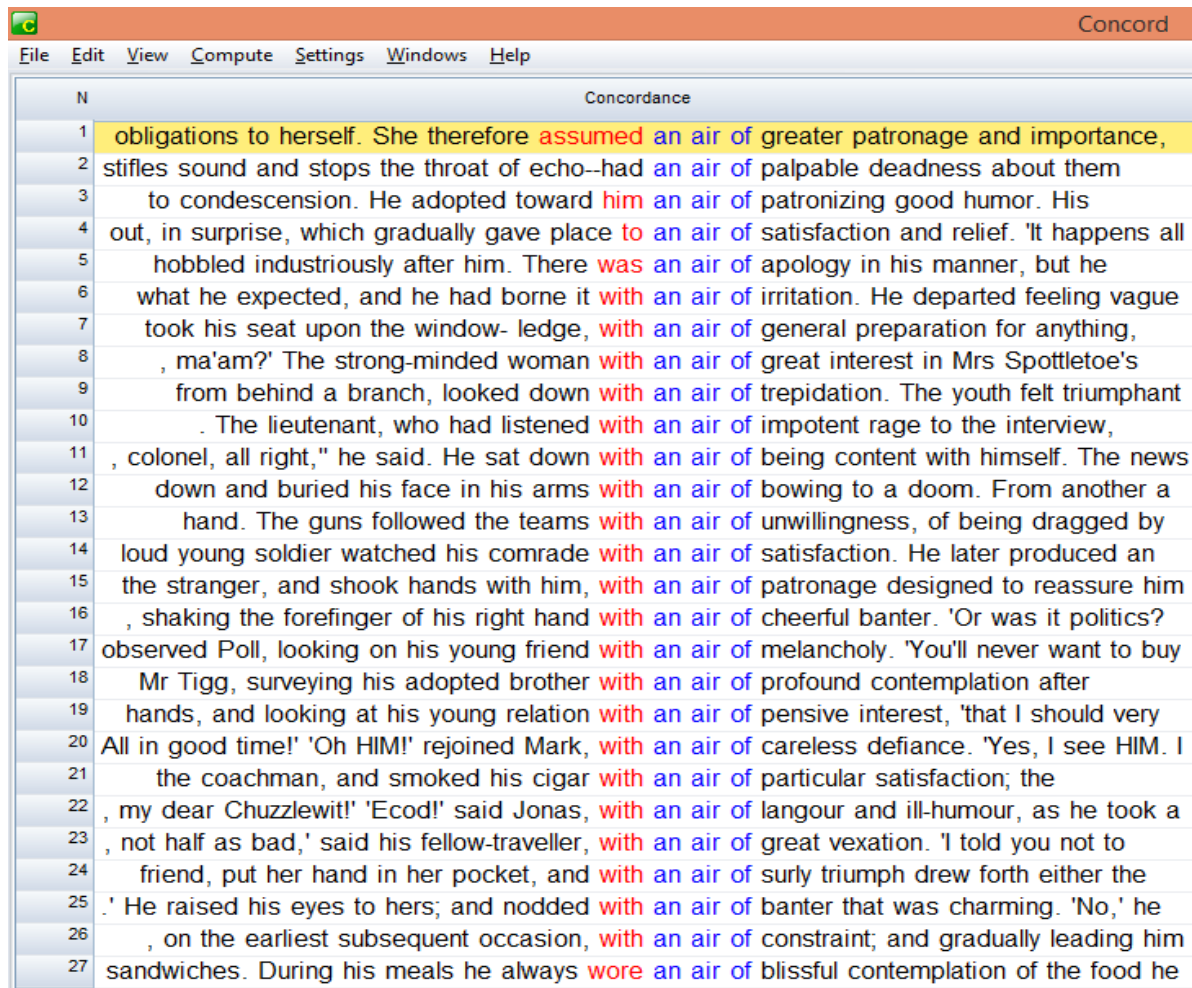 Concord
File Edit View Compute Settings Windows Help
N Concordance
1 obligations to herself. She therefore assumed an air of greater patronage and importance,
2 stifles sound and stops the throat of echo--had an air of palpable deadness about them
3 to condescension. He adopted toward him an air of patronizing good humor. His
4 out, in surprise, which gradually gave place to an air of satisfaction and relief. 'It happens all
5 hobbled industriously after him. There was an air of apology in his manner, but he
6 what he expected, and he had borne it with an air of irritation. He departed feeling vague
7 took his seat upon the window- ledge, with an air of general preparation for anything,
8 , ma'am?' The strong-minded woman with an air of great interest in Mrs Spottletoe's
9 from behind a branch, looked down with an air of trepidation. The youth felt triumphant
10 . The lieutenant, who had listened with an air of impotent rage to the interview,
11 , colonel, all right," he said. He sat down with an air of being content with himself. The news
12 down and buried his face in his arms with an air of bowing to a doom. From another a
13 hand. The guns followed the teams with an air of unwillingness, of being dragged by
14 loud young soldier watched his comrade with an air of satisfaction. He later produced an
15 the stranger, and shook hands with him, with an air of patronage designed to reassure him
16 , shaking the forefinger of his right hand with an air of cheerful banter. 'Or was it politics?
17 observed Poll, looking on his young friend with an air of melancholy. 'You'll never want to buy
18 Mr Tigg, surveying his adopted brother with an air of profound contemplation after
19 hands, and looking at his young relation with an air of pensive interest, 'that I should very
20 All in good time!' 'Oh HIM!' rejoined Mark, with an air of careless defiance. 'Yes, I see HIM. I
21 the coachman, and smoked his cigar with an air of particular satisfaction; the
22 , my dear Chuzzlewit!' 'Ecod!' said Jonas, with an air of langour and ill-humour, as he took a
23 , not half as bad,' said his fellow-traveller, with an air of great vexation. 'I told you not to
24 friend, put her hand in her pocket, and with an air of surly triumph drew forth either the
25 .' He raised his eyes to hers; and nodded with an air of banter that was charming. 'No,' he
26 , on the earliest subsequent occasion, with an air of constraint; and gradually leading him
27 sandwiches. During his meals he always wore an air of blissful contemplation of the food he